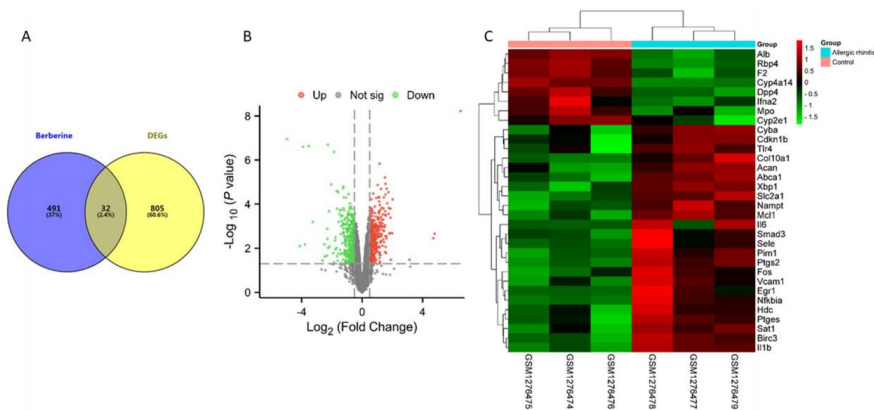 A
Berberine
DEGs
491
(37%)
32
(2.4%)
805
(60.6%)
B
Up
Not sig
Down
8
6
4
2
0
-4
0
4
-Log10 (P value)
Log2 (Fold Change)
C
Group
Alb
Rbp4
F2
Cyp4a14
Dpp4
Ifna2
Mpo
Cyp2e1
Cyba
Cdkn1b
Tlr4
Col10a1
Acan
Abca1
Xbp1
Slc2a1
Nampt
Mcl1
Il6
Smad3
Sele
Pim1
Ptgs2
Fos
Vcam1
Egr1
Nfkbia
Hdc
Ptges
Sat1
Birc3
Il1b
GSM1276475
GSM1276474
GSM1276476
GSM1276478
GSM1276477
GSM1276479
1.5
1
0.5
0
-0.5
-1
-1.5
Group
Allergic rhinitis
Control